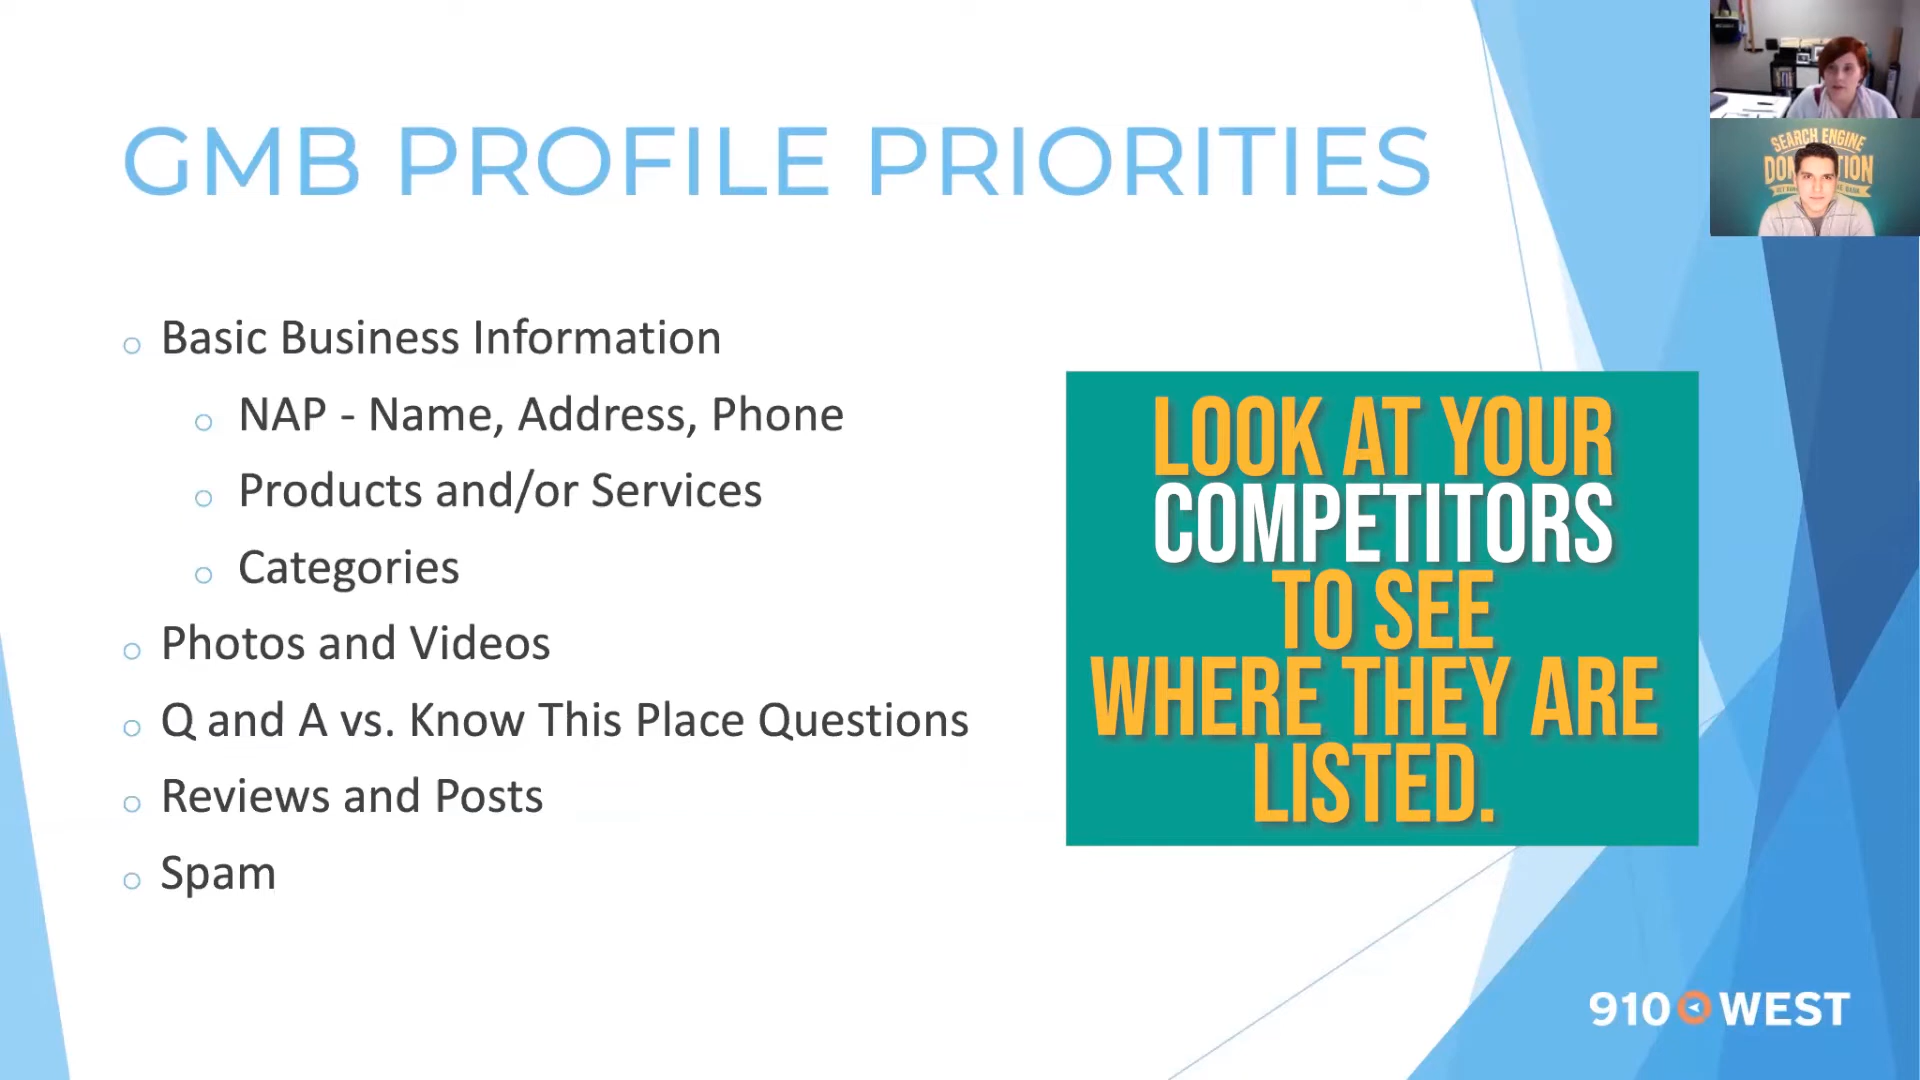 GMB PROFILE PRIORITIES
Basic Business Information
NAP - Name, Address, Phone
Products and/or Services
Categories
Photos and Videos
Q and A vs. Know This Place Questions
Reviews and Posts
Spam
LOOK AT YOUR
COMPETITORS
TO SEE
WHERE THEY ARE
LISTED.
SEARCH ENGINE
910 WEST